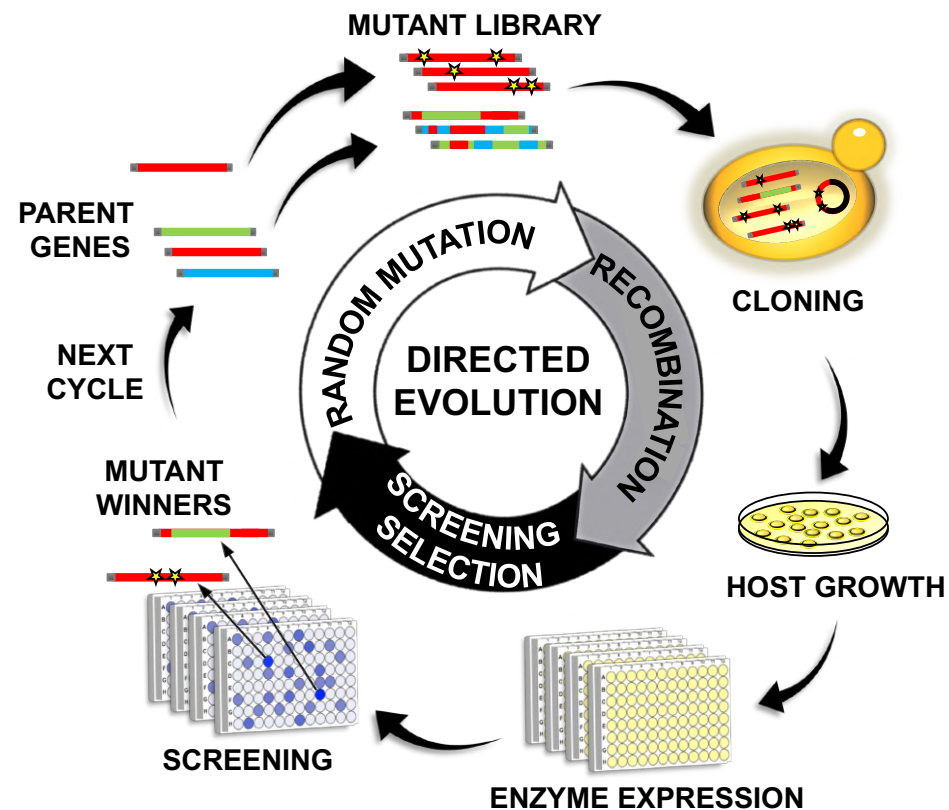 MUTANT LIBRARY
PARENT
GENES
CLONING
RANDOM MUTATION
RECOMBINATION
DIRECTED
EVOLUTION
SCREENING
SELECTION
NEXT
CYCLE
MUTANT
WINNERS
HOST GROWTH
SCREENING
ENZYME EXPRESSION